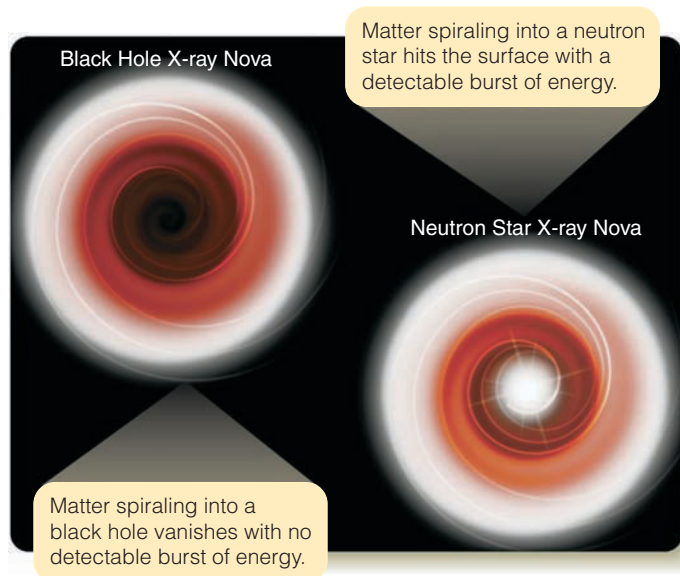 Black Hole X-ray Nova
Matter spiraling into a neutron
star hits the surface with a
detectable burst of energy.
Neutron Star X-ray Nova
Matter spiraling into a
black hole vanishes with no
detectable burst of energy.